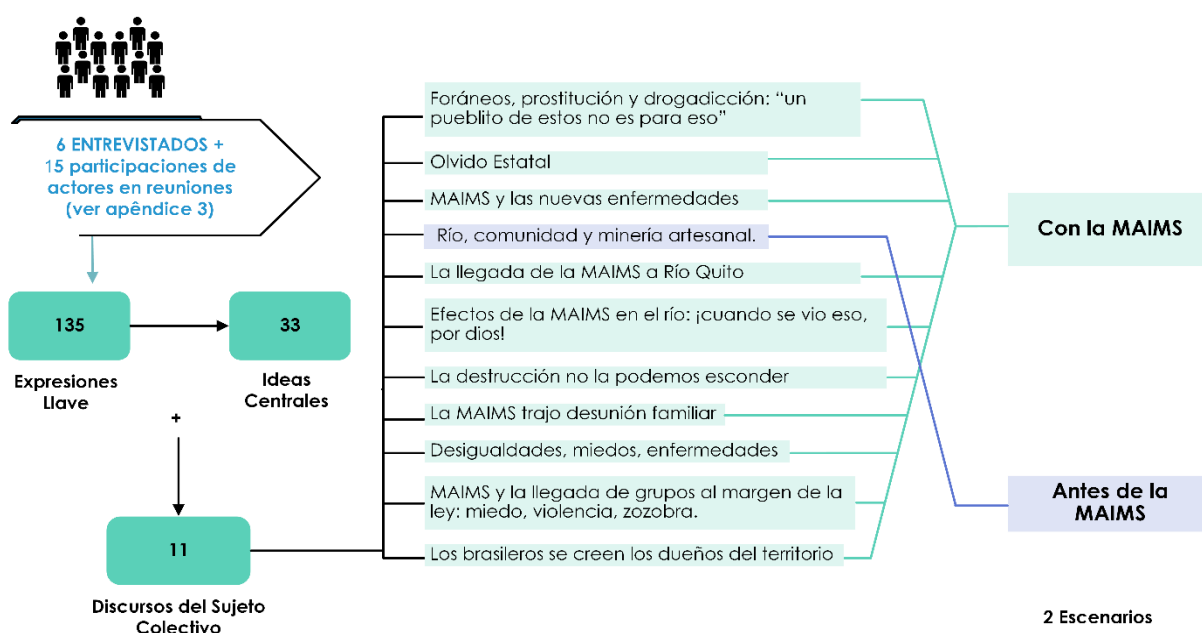 6 ENTREVISTADOS +
15 participaciones de
actores en reuniones
(ver apêndice 3)
135
Expresiones
Llave
33
Ideas
Centrales
+
11
Discursos del Sujeto
Colectivo
Foráneos, prostitución y drogadicción: “un
pueblito de estos no es para eso”
Olvido Estatal
MAIMS y las nuevas enfermedades
Río, comunidad y minería artesanal.
La llegada de la MAIMS a Río Quito
Efectos de la MAIMS en el río: ¡cuando se vio eso,
por dios!
La destrucción no la podemos esconder
La MAIMS trajo desunión familiar
Desigualdades, miedos, enfermedades
MAIMS y la llegada de grupos al margen de la
ley: miedo, violencia, zozobra.
Los brasileros se creen los dueños del territorio
Con la MAIMS
Antes de la
MAIMS
2 Escenarios